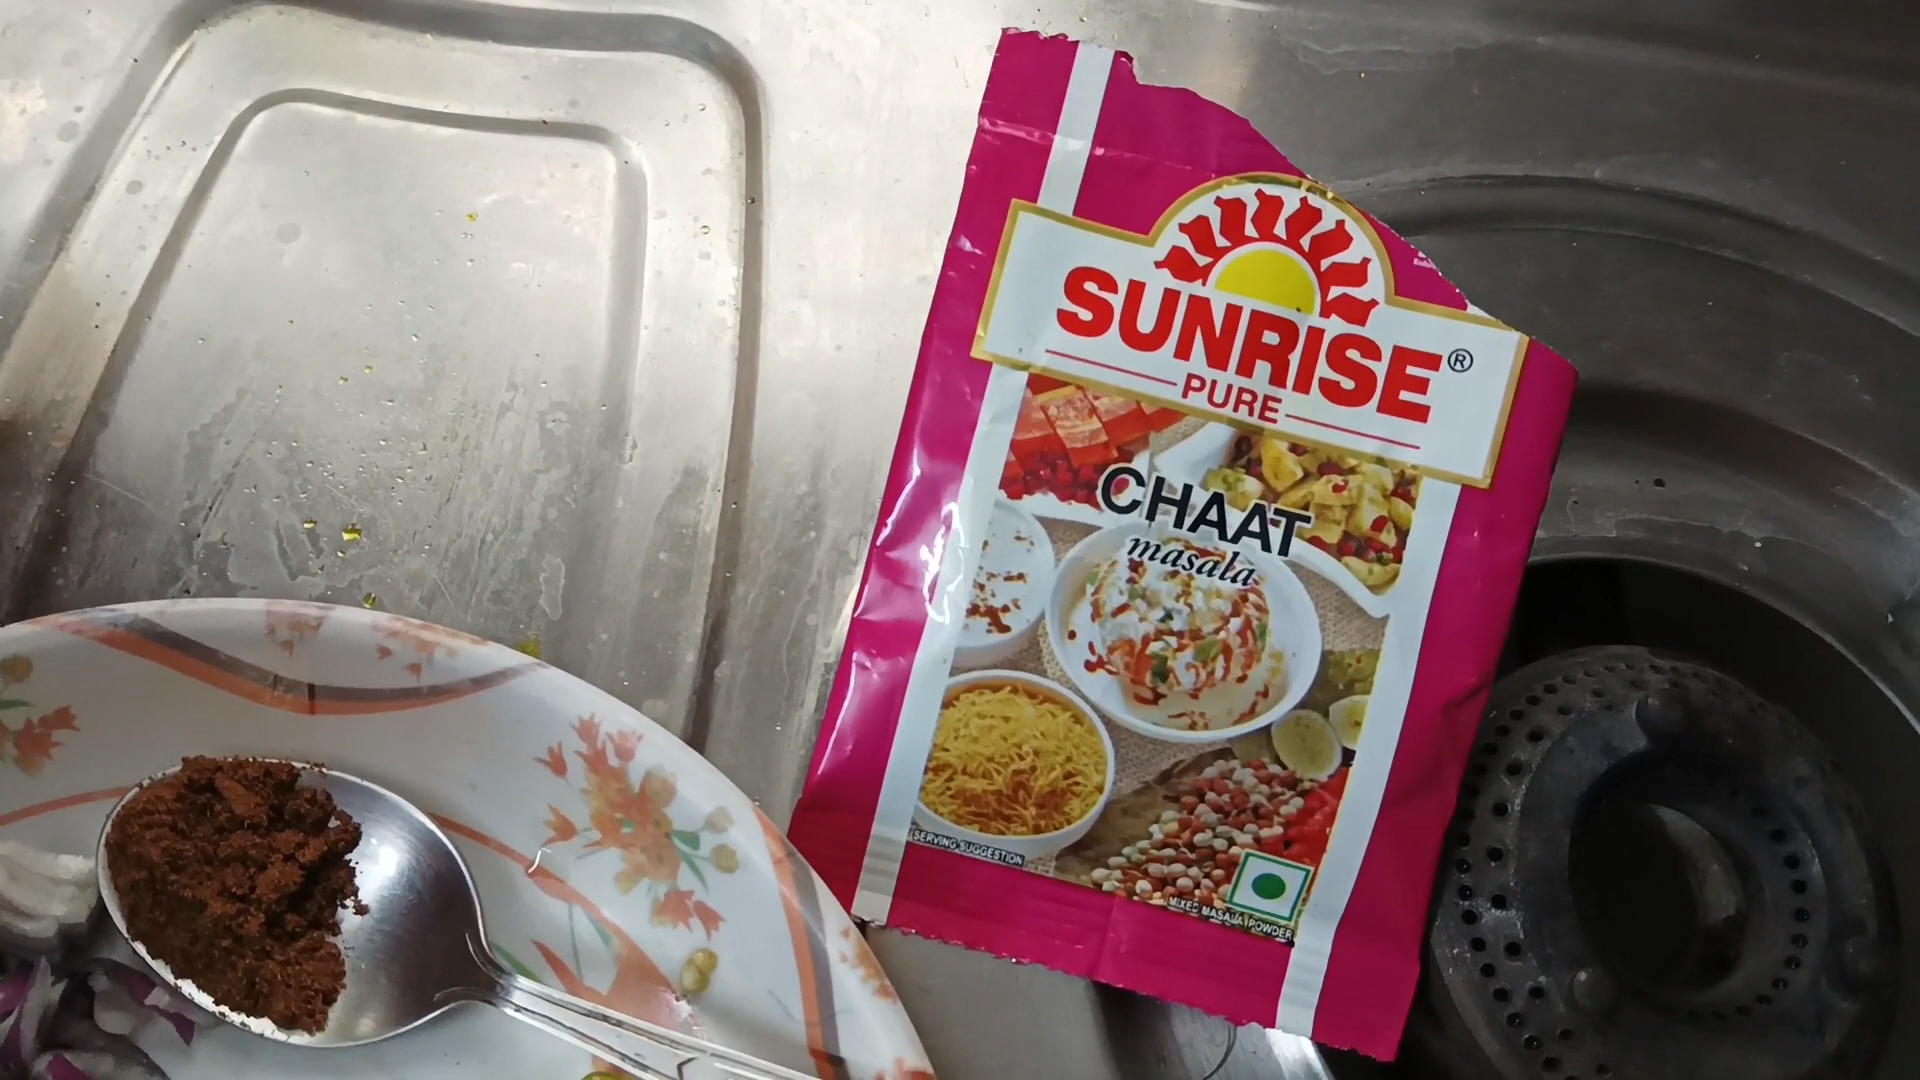 SUNRISE®
PURE
CHAAT
masala
SERVING SUGGESTION
MIXED MASALA POWDER